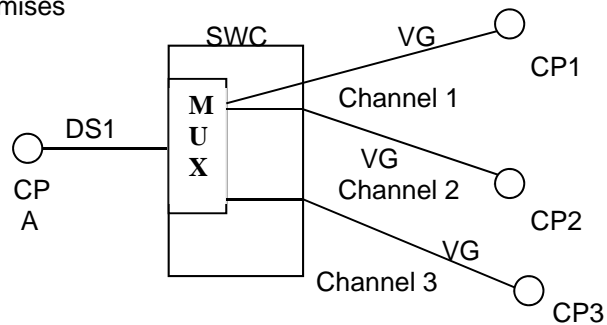 mises
SWC
VG
CP1
Channel 1
M
U
X
DS1
VG
Channel 2
CP
A
CP2
VG
Channel 3
CP3